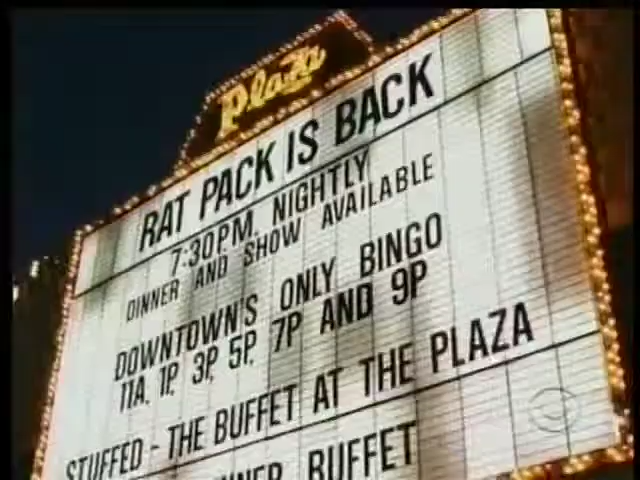 Plaza
RAT PACK IS BACK
7:30PM, NIGHTLY
DINNER AND SHOW AVAILABLE
DOWNTOWN'S ONLY BINGO
11A, 1P, 3P, 5P, 7P AND 9P
STUFFED - THE BUFFET AT THE PLAZA
BUFFET